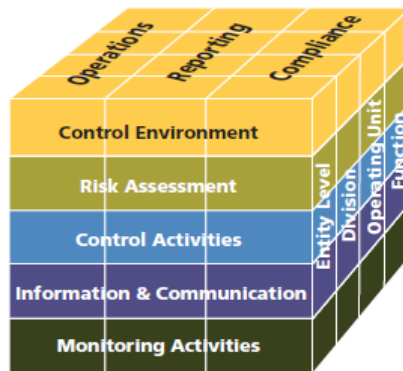 Operations
Reporting
Compliance
Control Environment
Risk Assessment
Control Activities
Information & Communication
Monitoring Activities
Entity Level
Division
Operating Unit
Function